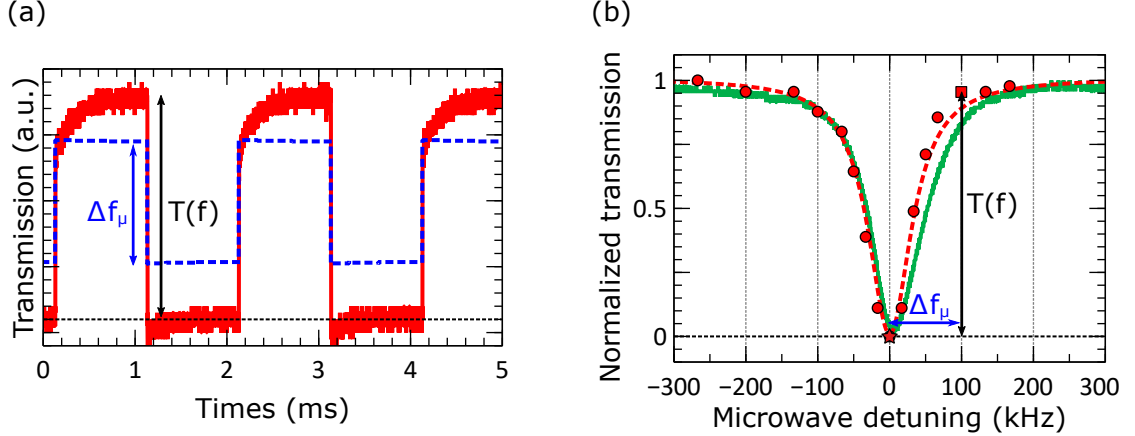 (a)
Transmission (a.u.)
Δfμ
T(f)
0 1 2 3 4 5
Times (ms)
(b)
Normalized transmission
1
0.5
0
T(f)
Δfμ
−300 −200 −100 0 100 200 300
Microwave detuning (kHz)